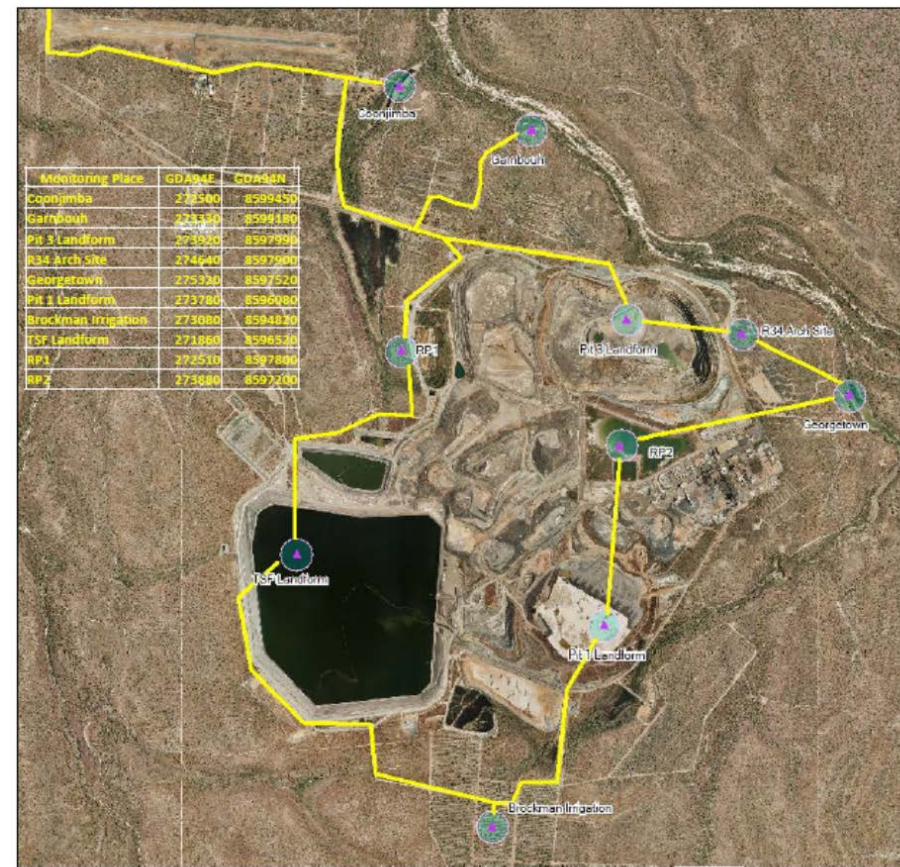 Coonjimba
Garnbouh
Monitoring Place GDA94E GDA94N
Coonjimba 272500 8599450
Garnbouh 273330 8599180
Pit 3 Landform 273920 8597990
R34 Arch Site 274640 8597900
Georgetown 275320 8597520
Pit 1 Landform 273780 8596080
Brockman Irrigation 273080 8594820
TSF Landform 271860 8596520
RP1 272510 8597800
RP2 273880 8597200
R34 Arch Site
Pit 3 Landform
RP1
Georgetown
RP2
TSF Landform
Pit 1 Landform
Brockman Irrigation